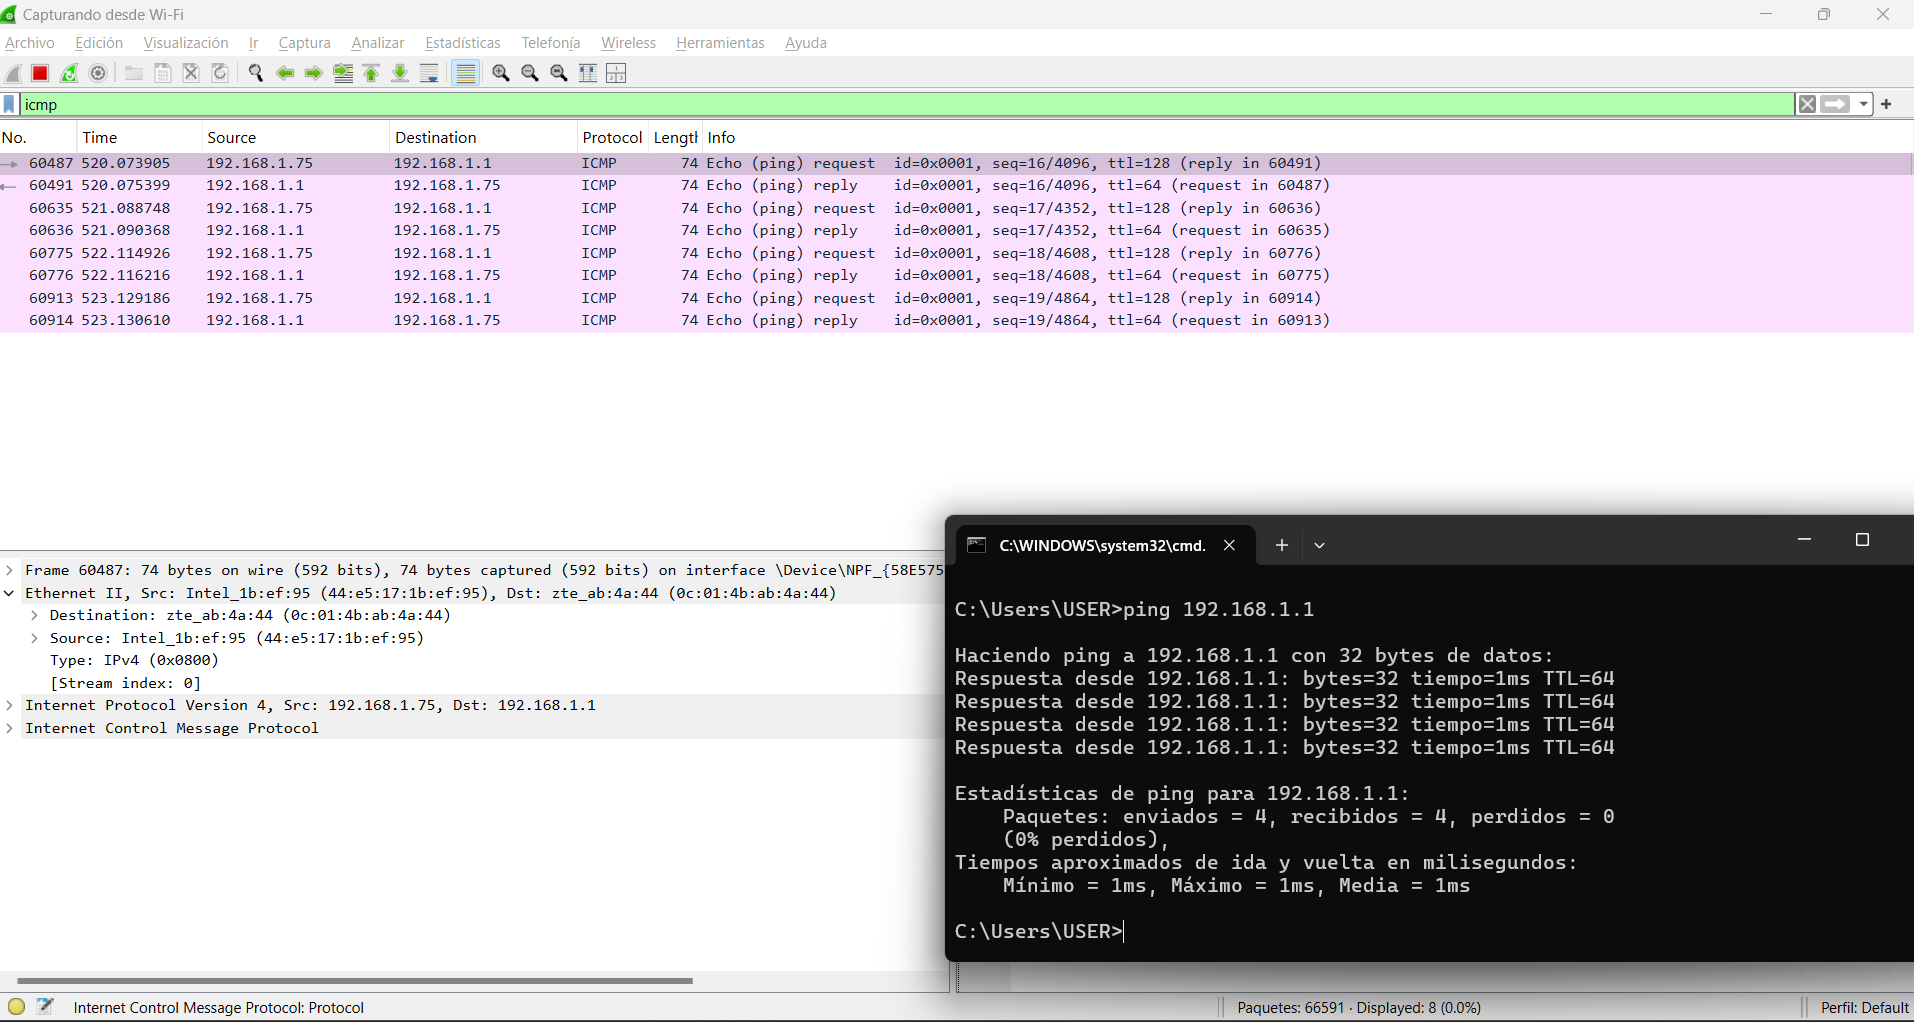 Capturando desde Wi-Fi
Archivo Edición Visualización Ir Captura Analizar Estadísticas Telefonía Wireless Herramientas Ayuda
icmp
No. Time Source Destination Protocol Length Info
60487 520.073905 192.168.1.75 192.168.1.1 ICMP 74 Echo (ping) request id=0x0001, seq=16/4096, ttl=128 (reply in 60491)
60491 520.075399 192.168.1.1 192.168.1.75 ICMP 74 Echo (ping) reply id=0x0001, seq=16/4096, ttl=64 (request in 60487)
60635 521.088748 192.168.1.75 192.168.1.1 ICMP 74 Echo (ping) request id=0x0001, seq=17/4352, ttl=128 (reply in 60636)
60636 521.090368 192.168.1.1 192.168.1.75 ICMP 74 Echo (ping) reply id=0x0001, seq=17/4352, ttl=64 (request in 60635)
60775 522.114926 192.168.1.75 192.168.1.1 ICMP 74 Echo (ping) request id=0x0001, seq=18/4608, ttl=128 (reply in 60776)
60776 522.116216 192.168.1.1 192.168.1.75 ICMP 74 Echo (ping) reply id=0x0001, seq=18/4608, ttl=64 (request in 60775)
60913 523.129186 192.168.1.75 192.168.1.1 ICMP 74 Echo (ping) request id=0x0001, seq=19/4864, ttl=128 (reply in 60914)
60914 523.130610 192.168.1.1 192.168.1.75 ICMP 74 Echo (ping) reply id=0x0001, seq=19/4864, ttl=64 (request in 60913)
Frame 60487: 74 bytes on wire (592 bits), 74 bytes captured (592 bits) on interface \Device\NPF_{58E575
Ethernet II, Src: Intel_1b:ef:95 (44:e5:17:1b:ef:95), Dst: zte_ab:4a:44 (0c:01:4b:ab:4a:44)
Destination: zte_ab:4a:44 (0c:01:4b:ab:4a:44)
Source: Intel_1b:ef:95 (44:e5:17:1b:ef:95)
Type: IPv4 (0x0800)
[Stream index: 0]
Internet Protocol Version 4, Src: 192.168.1.75, Dst: 192.168.1.1
Internet Control Message Protocol
C:\WINDOWS\system32\cmd.
C:\Users\USER>ping 192.168.1.1
Haciendo ping a 192.168.1.1 con 32 bytes de datos:
Respuesta desde 192.168.1.1: bytes=32 tiempo=1ms TTL=64
Respuesta desde 192.168.1.1: bytes=32 tiempo=1ms TTL=64
Respuesta desde 192.168.1.1: bytes=32 tiempo=1ms TTL=64
Respuesta desde 192.168.1.1: bytes=32 tiempo=1ms TTL=64
Estadísticas de ping para 192.168.1.1:
Paquetes: enviados = 4, recibidos = 4, perdidos = 0
(0% perdidos),
Tiempos aproximados de ida y vuelta en milisegundos:
Mínimo = 1ms, Máximo = 1ms, Media = 1ms
C:\Users\USER>
Internet Control Message Protocol: Protocol
Paquetes: 66591 · Displayed: 8 (0.0%)
Perfil: Default